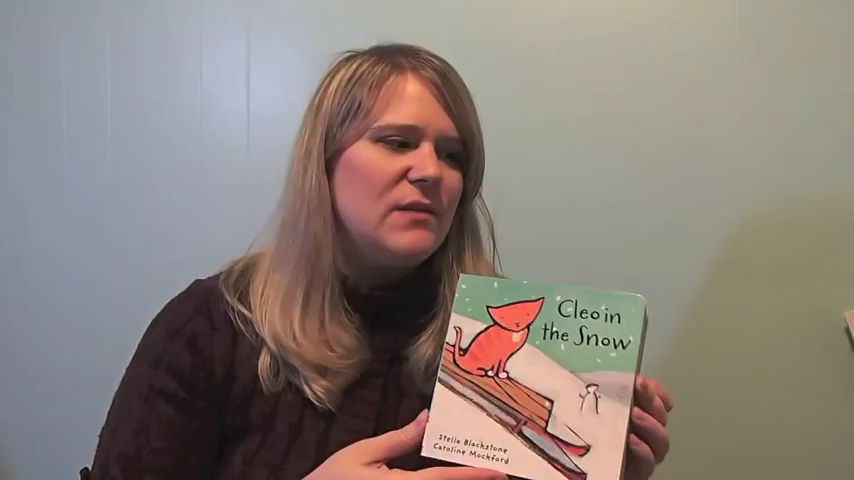 Cleo in
the Snow
Stella Blackstone
Caroline Mockford